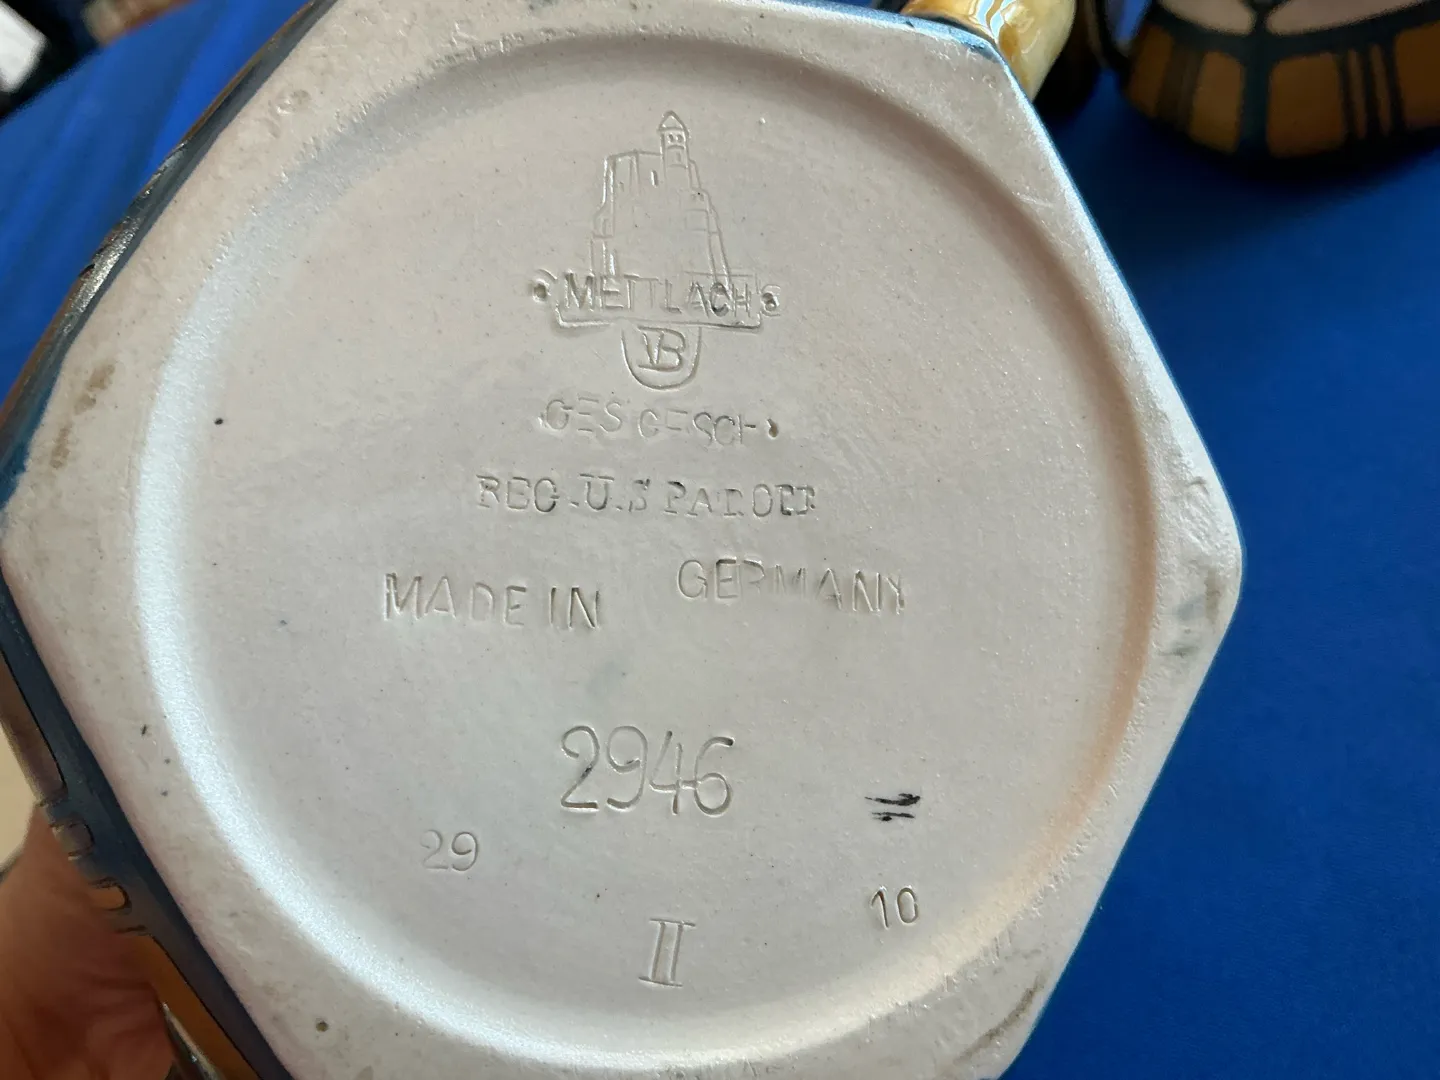 METTLACH
VB
GES GESCH
REG. U.S PAT. OFF
MADE IN GERMANY
2946
29
10
II